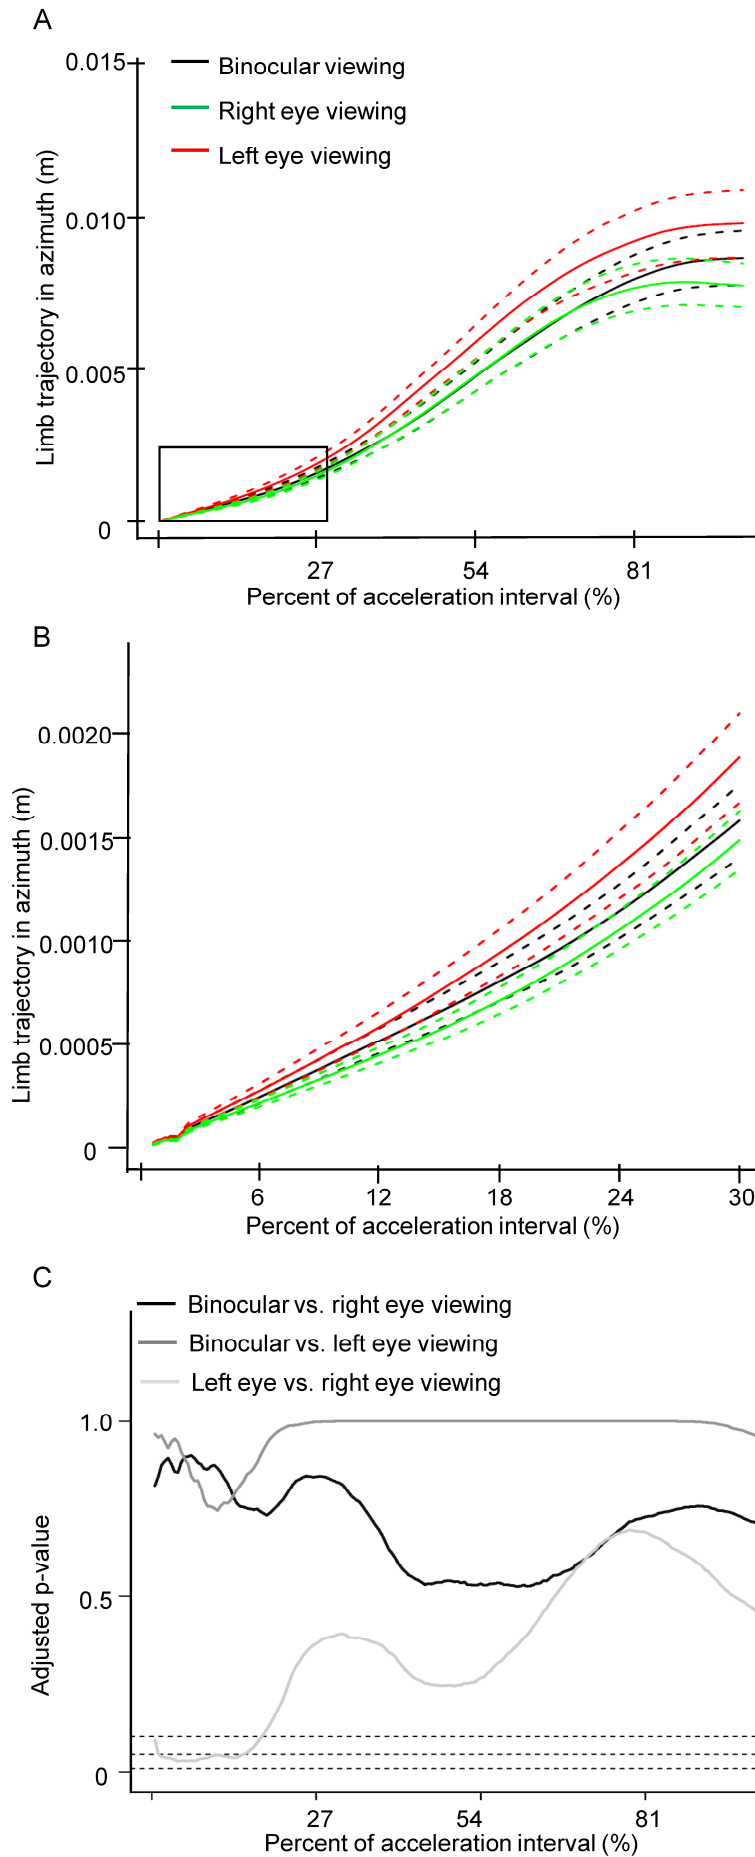 A
0.015
Binocular viewing
Right eye viewing
Left eye viewing
0.010
0.005
0
Limb trajectory in azimuth (m)
27 54 81
Percent of acceleration interval (%)
B
0.0020
0.0015
0.0010
0.0005
0
Limb trajectory in azimuth (m)
6 12 18 24 30
Percent of acceleration interval (%)
C
Binocular vs. right eye viewing
Binocular vs. left eye viewing
Left eye vs. right eye viewing
1.0
0.5
0
Adjusted p-value
27 54 81
Percent of acceleration interval (%)